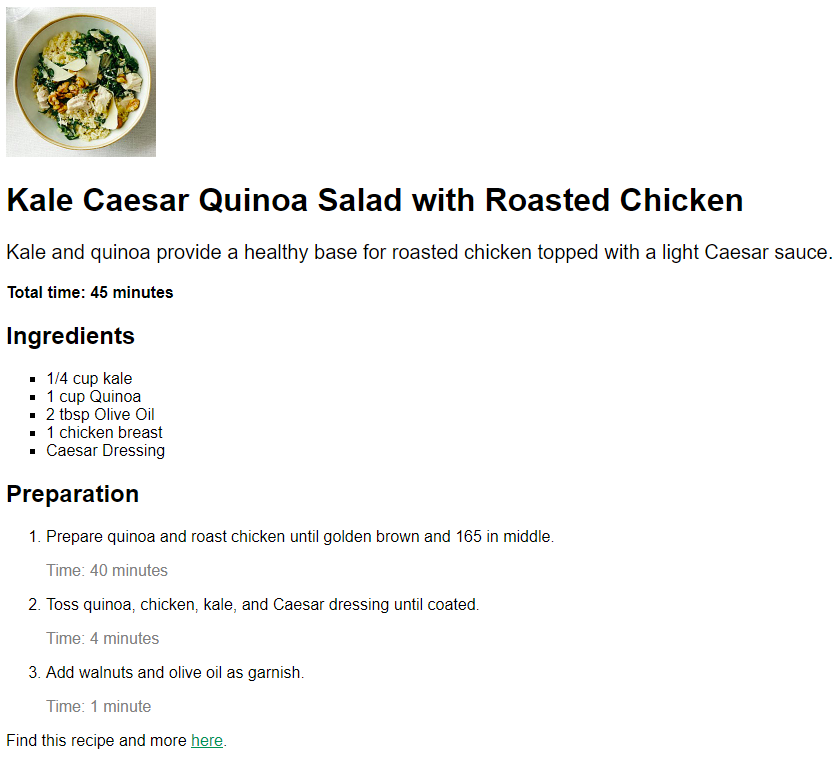 Kale Caesar Quinoa Salad with Roasted Chicken
Kale and quinoa provide a healthy base for roasted chicken topped with a light Caesar sauce.
Total time: 45 minutes
Ingredients
1/4 cup kale
1 cup Quinoa
2 tbsp Olive Oil
1 chicken breast
Caesar Dressing
Preparation
1. Prepare quinoa and roast chicken until golden brown and 165 in middle.
Time: 40 minutes
2. Toss quinoa, chicken, kale, and Caesar dressing until coated.
Time: 4 minutes
3. Add walnuts and olive oil as garnish.
Time: 1 minute
Find this recipe and more here.